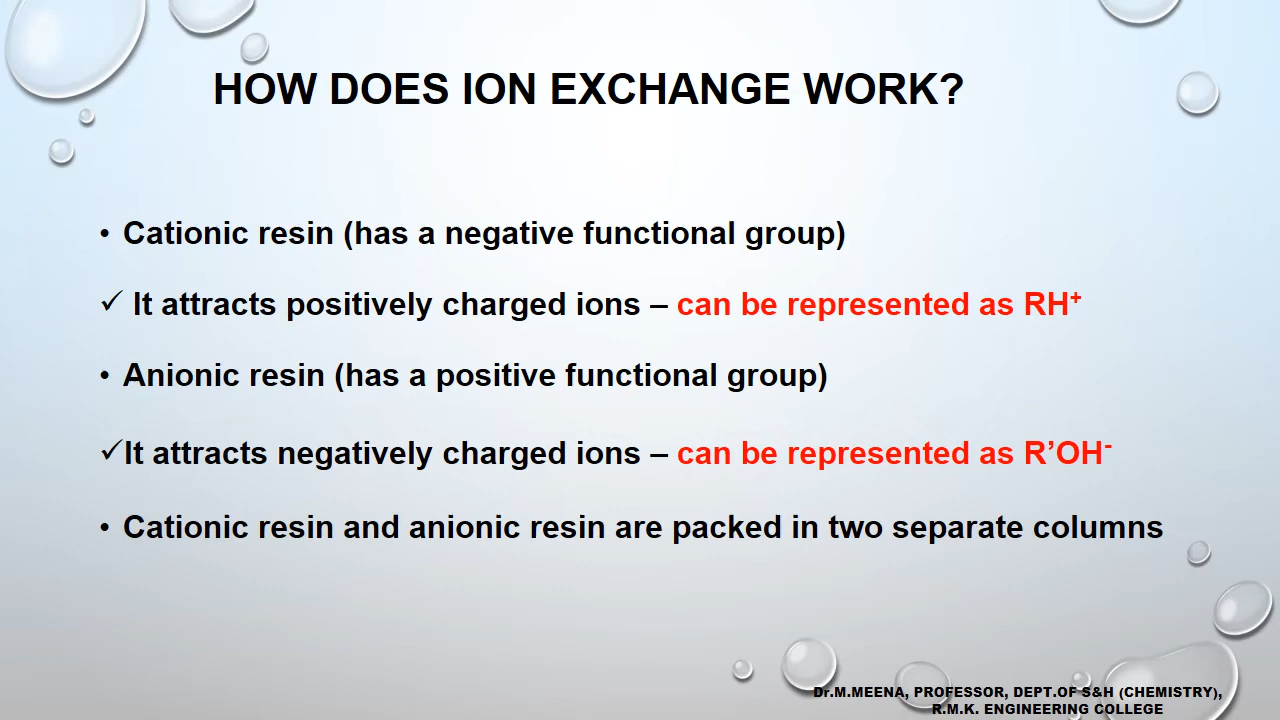 HOW DOES ION EXCHANGE WORK?
• Cationic resin (has a negative functional group)
✓ It attracts positively charged ions – can be represented as RH⁺
• Anionic resin (has a positive functional group)
✓It attracts negatively charged ions – can be represented as R’OH⁻
• Cationic resin and anionic resin are packed in two separate columns
Dr.M.MEENA, PROFESSOR, DEPT.OF S&H (CHEMISTRY),
R.M.K. ENGINEERING COLLEGE